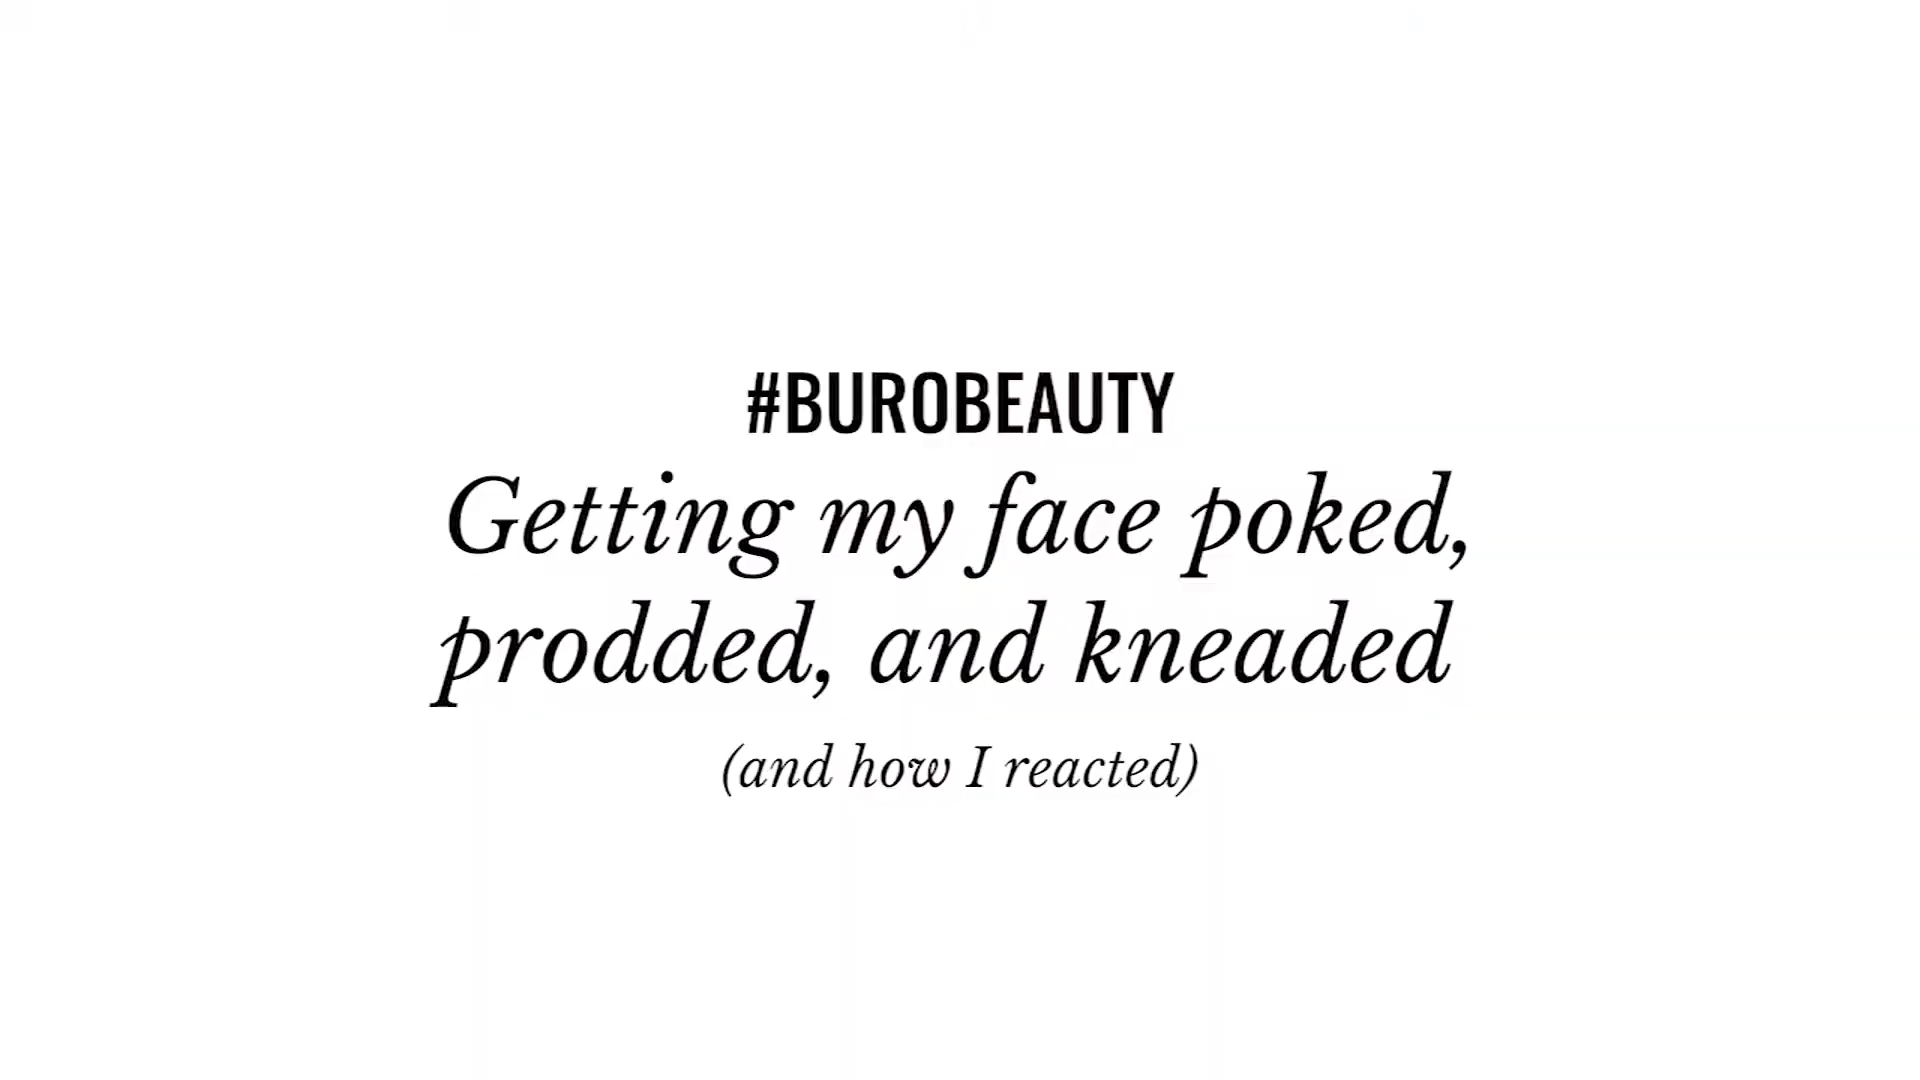 #BUROBEAUTY
Getting my face poked,
prodded, and kneaded
(and how I reacted)